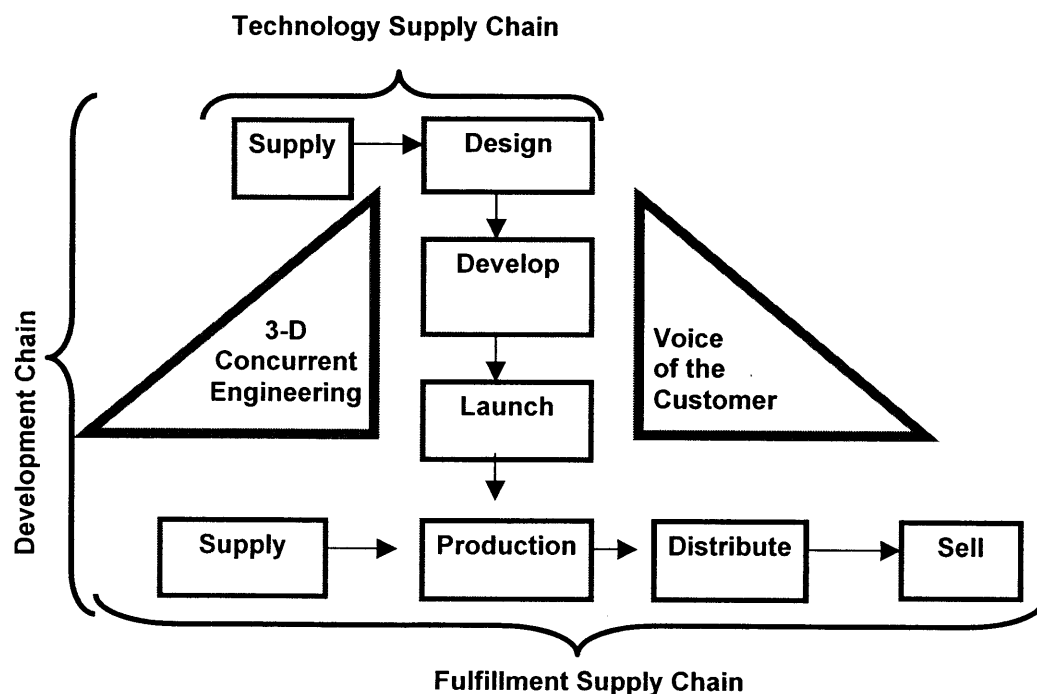 Technology Supply Chain
Supply
Design
Develop
3-D
Concurrent
Engineering
Voice
of the
Customer
Launch
Development Chain
Supply
Production
Distribute
Sell
Fulfillment Supply Chain